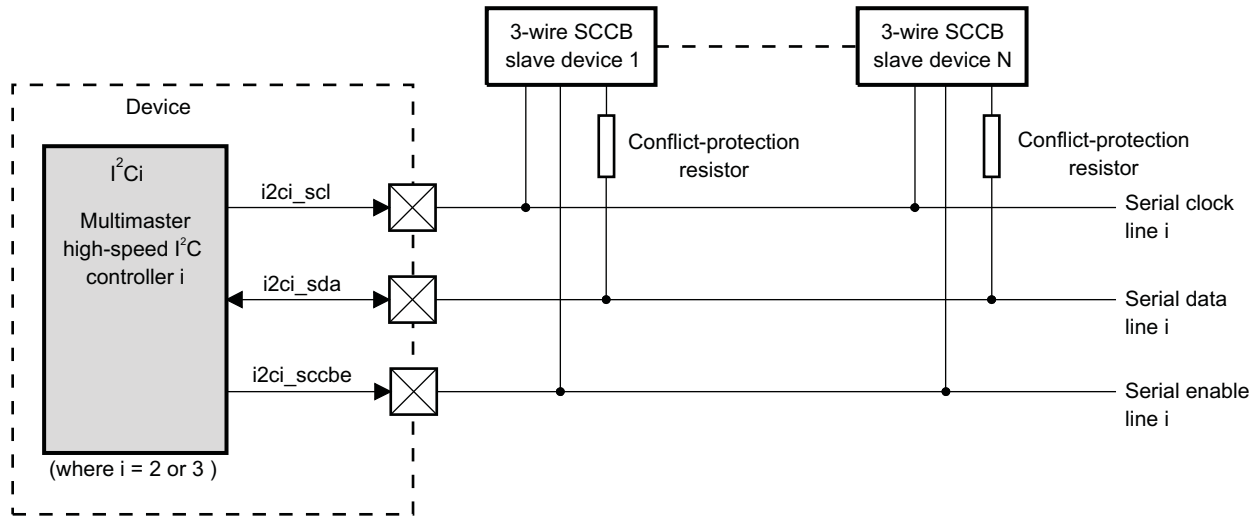 3-wire SCCB
slave device 1
3-wire SCCB
slave device N
Device
Conflict-protection
resistor
Conflict-protection
resistor
I²Ci
Multimaster
high-speed I²C
controller i
i2ci_scl
Serial clock
line i
i2ci_sda
Serial data
line i
i2ci_sccbe
Serial enable
line i
(where i = 2 or 3 )